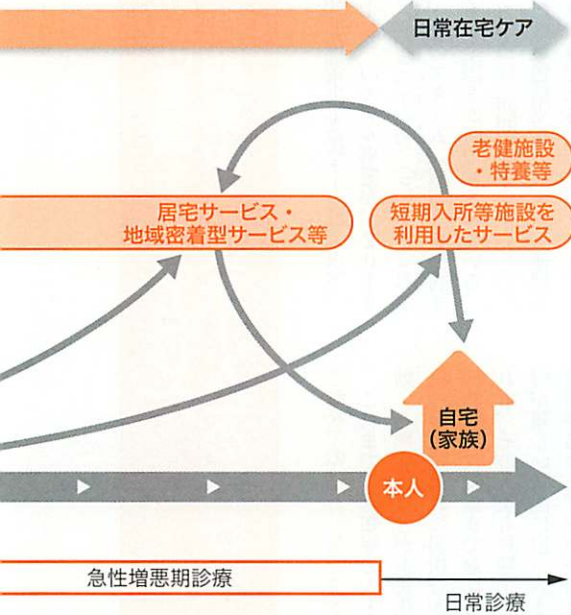 日常在宅ケア
老健施設
・特養等
居宅サービス・
地域密着型サービス等
短期入所等施設を
利用したサービス
自宅
(家族)
本人
急性増悪期診療
日常診療